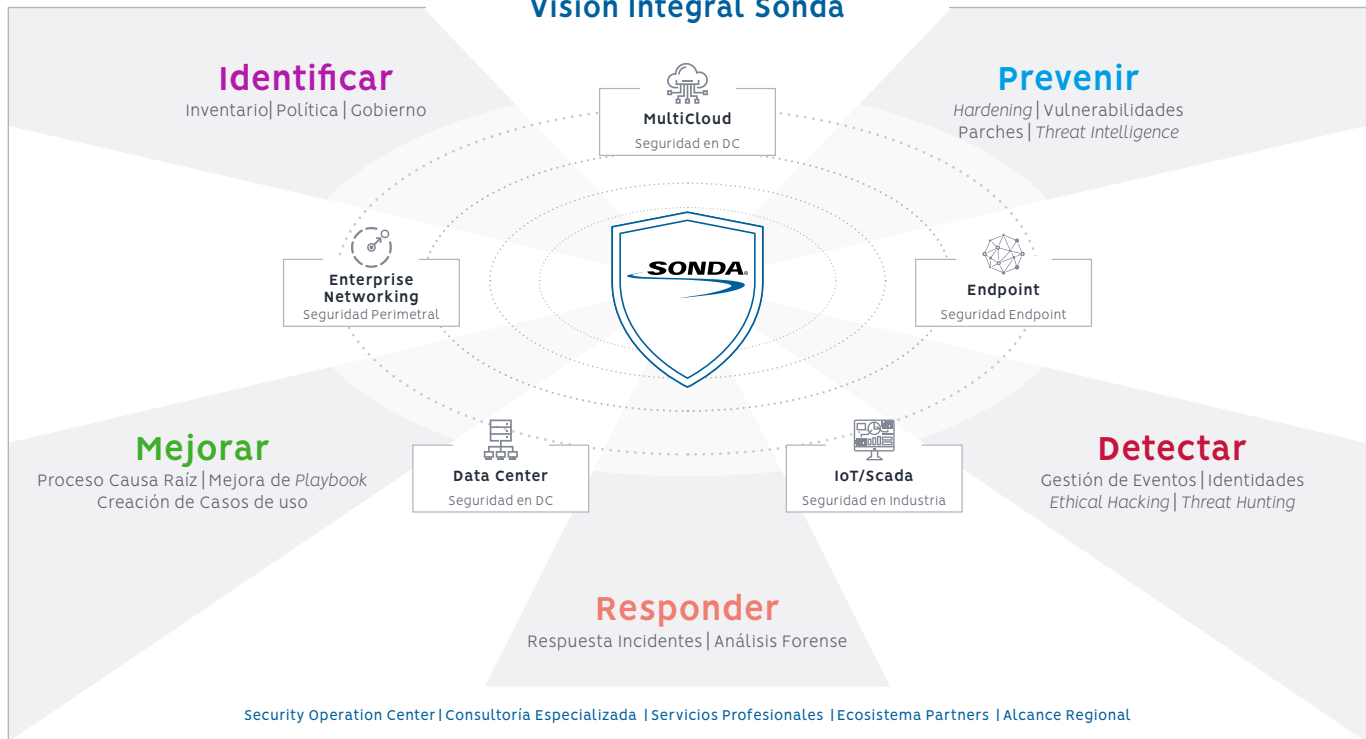 Visión Integral Sonda
Identificar
Inventario| Política | Gobierno
Prevenir
Hardening | Vulnerabilidades
Parches | Threat Intelligence
MultiCloud
Seguridad en DC
Enterprise
Networking
Seguridad Perimetral
SONDA®
Endpoint
Seguridad Endpoint
Mejorar
Proceso Causa Raíz | Mejora de Playbook
Creación de Casos de uso
Data Center
Seguridad en DC
IoT/Scada
Seguridad en Industria
Detectar
Gestión de Eventos | Identidades
Ethical Hacking | Threat Hunting
Responder
Respuesta Incidentes | Análisis Forense
Security Operation Center | Consultoría Especializada | Servicios Profesionales | Ecosistema Partners | Alcance Regional